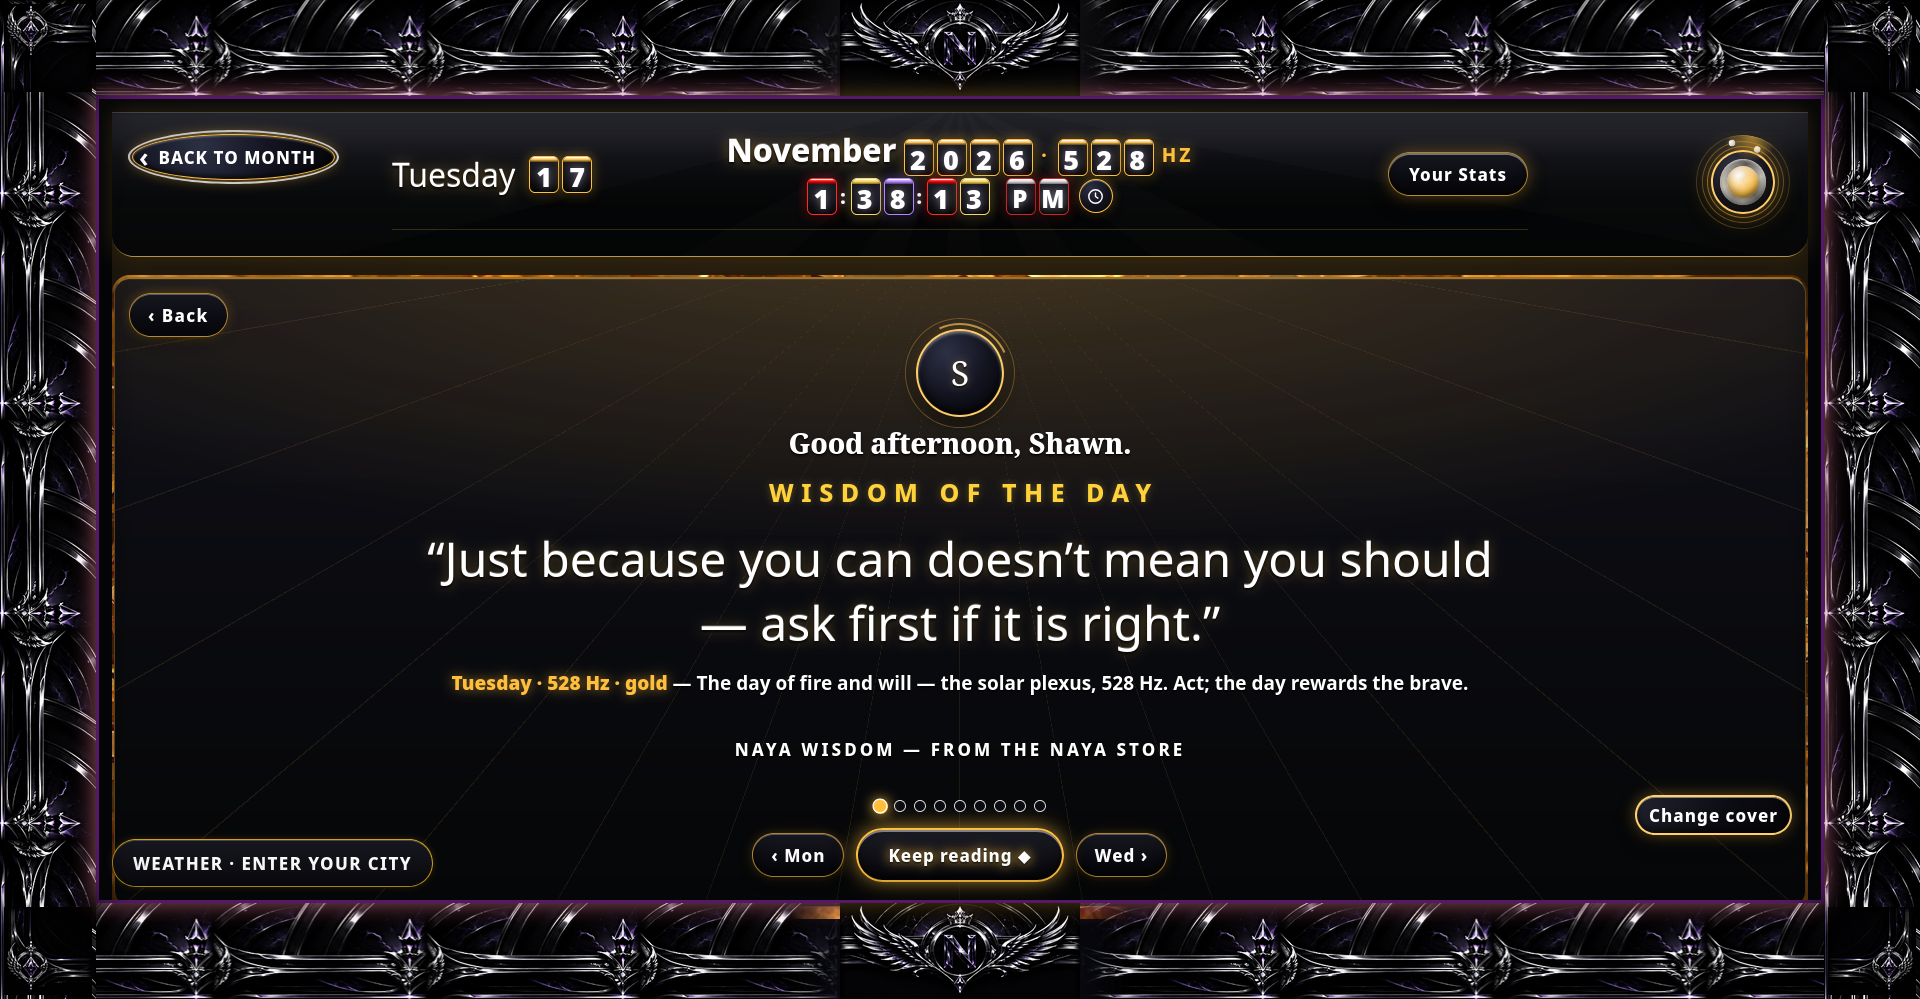 ‹ BACK TO MONTH
Tuesday 17
November 2026 · 528 HZ
1:38:13 PM
Your Stats
‹ Back
S
Good afternoon, Shawn.
WISDOM OF THE DAY
“Just because you can doesn’t mean you should
— ask first if it is right.”
Tuesday · 528 Hz · gold — The day of fire and will — the solar plexus, 528 Hz. Act; the day rewards the brave.
NAYA WISDOM — FROM THE NAYA STORE
Change cover
WEATHER · ENTER YOUR CITY
‹ Mon
Keep reading ◆
Wed ›
N
N